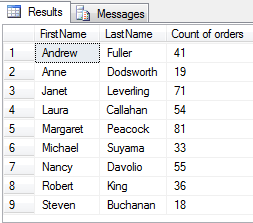 Results Messages
FirstName LastName Count of orders
1 Andrew Fuller 41
2 Anne Dodsworth 19
3 Janet Leverling 71
4 Laura Callahan 54
5 Margaret Peacock 81
6 Michael Suyama 33
7 Nancy Davolio 55
8 Robert King 36
9 Steven Buchanan 18